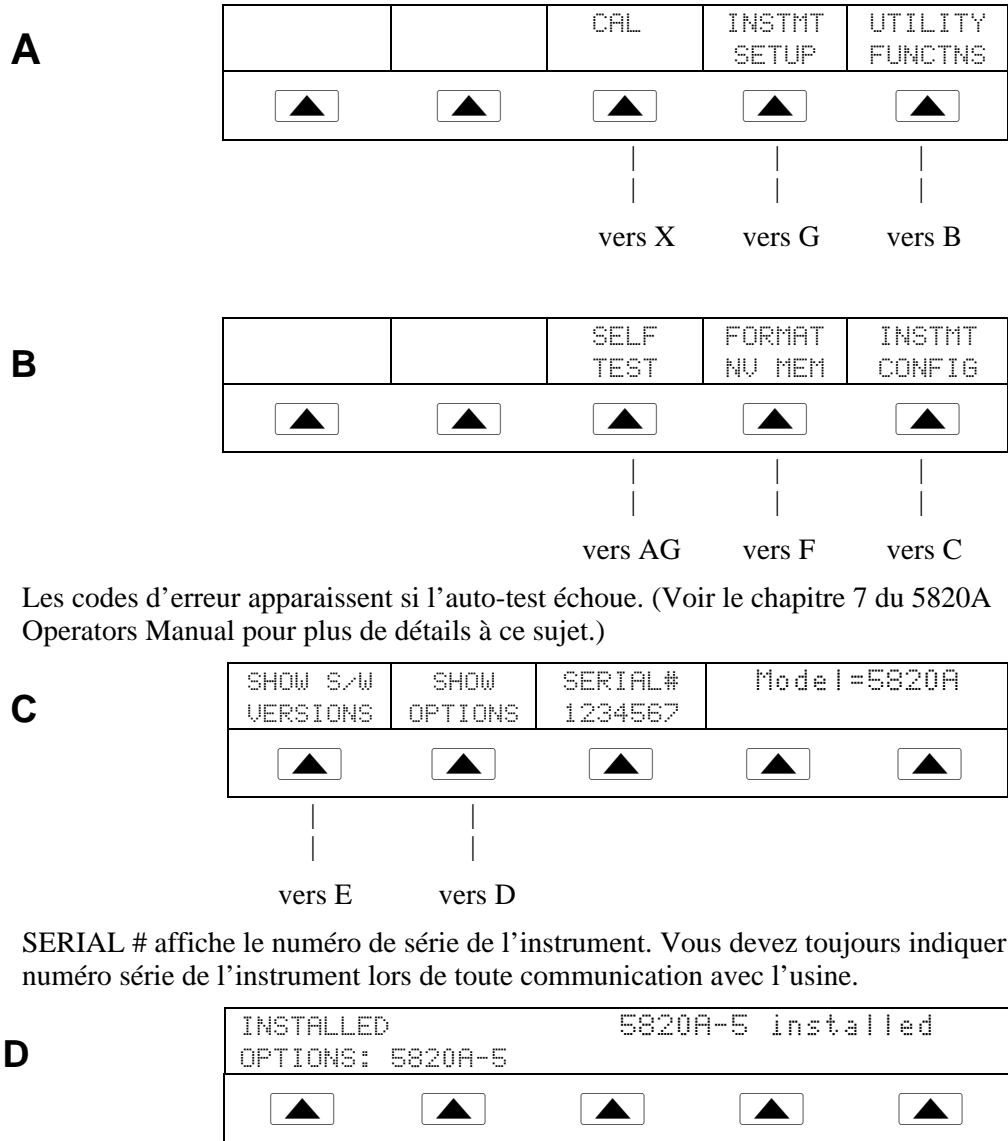 A
CAL INSTMT UTILITY
SETUP FUNCTNS
vers X vers G vers B
B
SELF FORMAT INSTMT
TEST NV MEM CONFIG
vers AG vers F vers C
Les codes d’erreur apparaissent si l’auto-test échoue. (Voir le chapitre 7 du 5820A
Operators Manual pour plus de détails à ce sujet.)
C
SHOW S/W SHOW SERIAL# Model=5820A
VERSIONS OPTIONS 1234567
vers E vers D
SERIAL # affiche le numéro de série de l’instrument. Vous devez toujours indiquer
numéro série de l’instrument lors de toute communication avec l’usine.
D
INSTALLED 5820A-5 installed
OPTIONS: 5820A-5